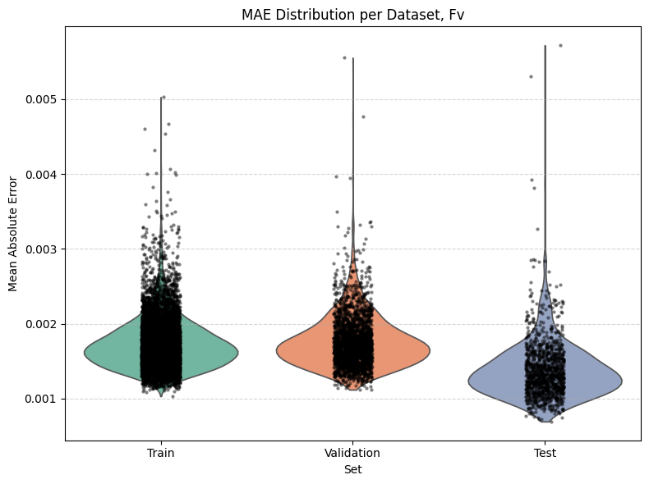 MAE Distribution per Dataset, Fv
Mean Absolute Error
0.005
0.004
0.003
0.002
0.001
Train
Validation
Test
Set